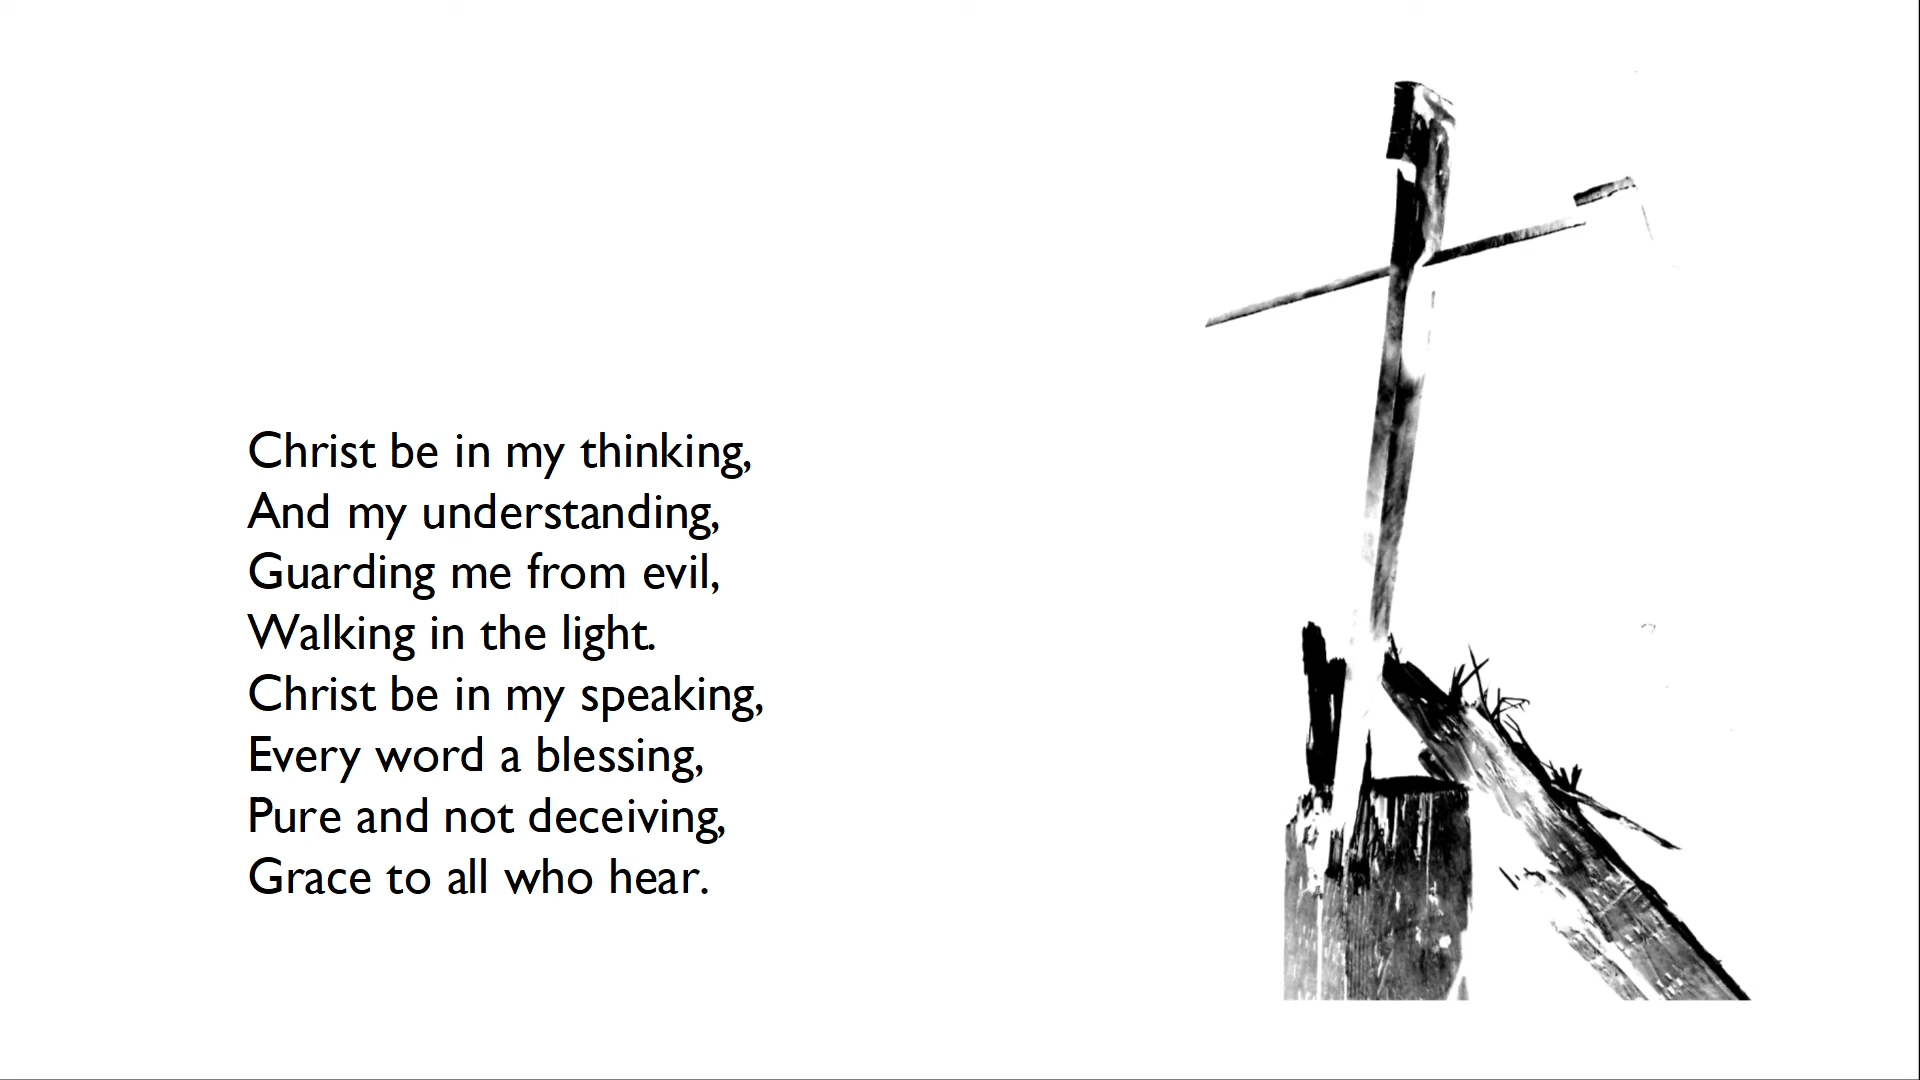 Christ be in my thinking,
And my understanding,
Guarding me from evil,
Walking in the light.
Christ be in my speaking,
Every word a blessing,
Pure and not deceiving,
Grace to all who hear.